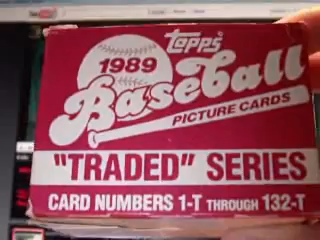 Topps®
1989
Baseball
PICTURE CARDS
"TRADED" SERIES
CARD NUMBERS 1-T THROUGH 132-T